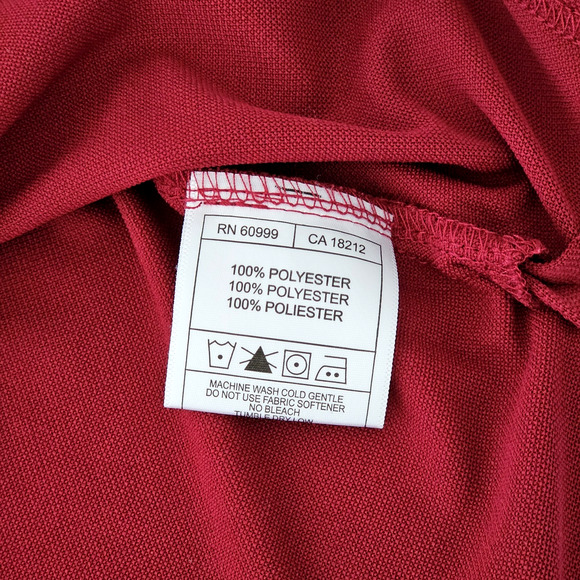 RN 60999 CA 18212
100% POLYESTER
100% POLYESTER
100% POLIESTER
MACHINE WASH COLD GENTLE
DO NOT USE FABRIC SOFTENER
NO BLEACH
TUMBLE DRY LOW